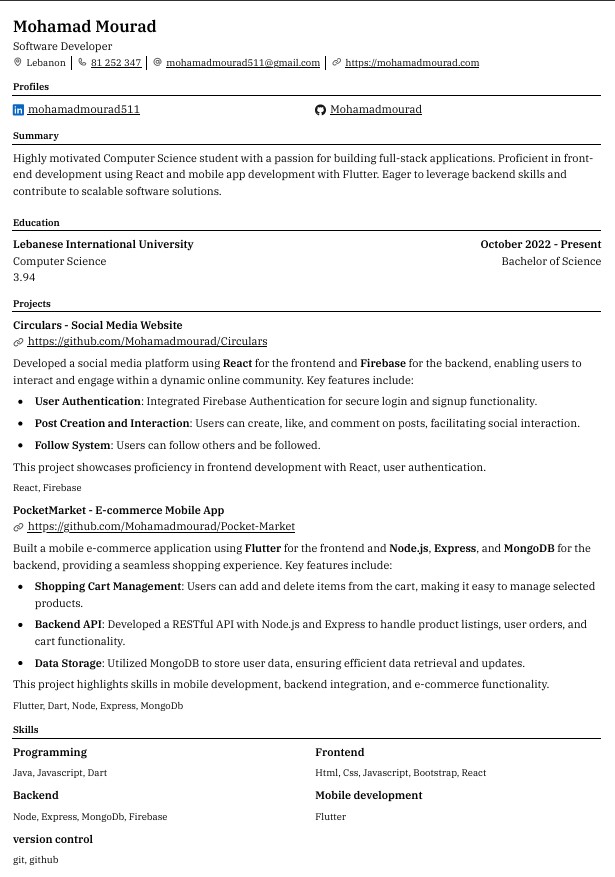 Mohamad Mourad
Software Developer
Lebanon | 81 252 347 | mohamadmourad511@gmail.com | https://mohamadmourad.com
Profiles
mohamadmourad511 Mohamadmourad
Summary
Highly motivated Computer Science student with a passion for building full-stack applications. Proficient in front-
end development using React and mobile app development with Flutter. Eager to leverage backend skills and
contribute to scalable software solutions.
Education
Lebanese International University October 2022 - Present
Computer Science Bachelor of Science
3.94
Projects
Circulars - Social Media Website
https://github.com/Mohamadmourad/Circulars
Developed a social media platform using React for the frontend and Firebase for the backend, enabling users to
interact and engage within a dynamic online community. Key features include:
• User Authentication: Integrated Firebase Authentication for secure login and signup functionality.
• Post Creation and Interaction: Users can create, like, and comment on posts, facilitating social interaction.
• Follow System: Users can follow others and be followed.
This project showcases proficiency in frontend development with React, user authentication.
React, Firebase
PocketMarket - E-commerce Mobile App
https://github.com/Mohamadmourad/Pocket-Market
Built a mobile e-commerce application using Flutter for the frontend and Node.js, Express, and MongoDB for the
backend, providing a seamless shopping experience. Key features include:
• Shopping Cart Management: Users can add and delete items from the cart, making it easy to manage selected
products.
• Backend API: Developed a RESTful API with Node.js and Express to handle product listings, user orders, and
cart functionality.
• Data Storage: Utilized MongoDB to store user data, ensuring efficient data retrieval and updates.
This project highlights skills in mobile development, backend integration, and e-commerce functionality.
Flutter, Dart, Node, Express, MongoDb
Skills
Programming Frontend
Java, Javascript, Dart Html, Css, Javascript, Bootstrap, React
Backend Mobile development
Node, Express, MongoDb, Firebase Flutter
version control
git, github